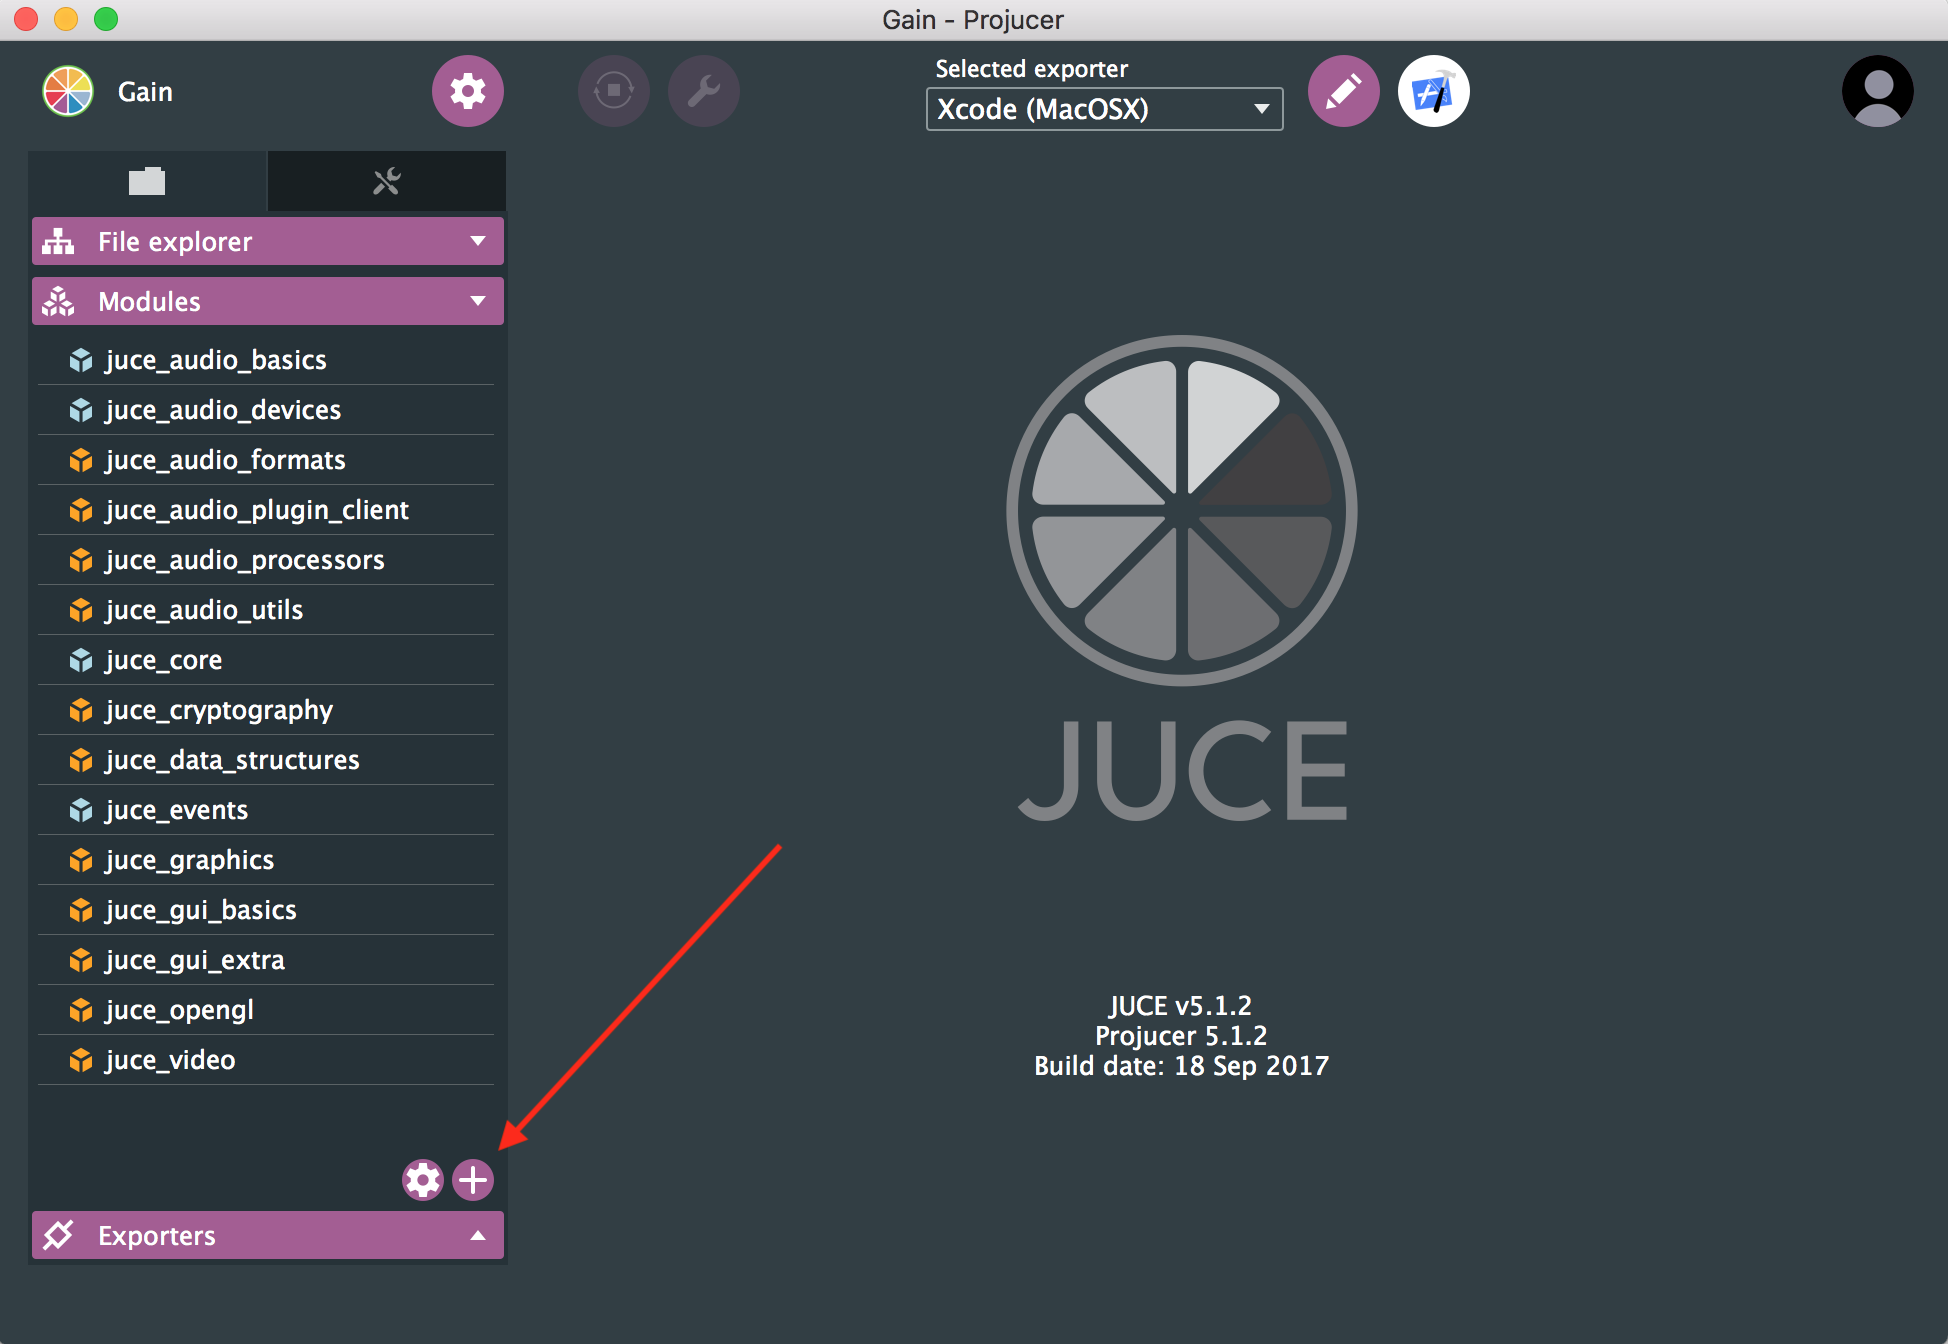 Gain - Projucer
Gain
Selected exporter
Xcode (MacOSX)
File explorer
Modules
juce_audio_basics
juce_audio_devices
juce_audio_formats
juce_audio_plugin_client
juce_audio_processors
juce_audio_utils
juce_core
juce_cryptography
juce_data_structures
juce_events
juce_graphics
juce_gui_basics
juce_gui_extra
juce_opengl
juce_video
Exporters
JUCE
JUCE v5.1.2
Projucer 5.1.2
Build date: 18 Sep 2017